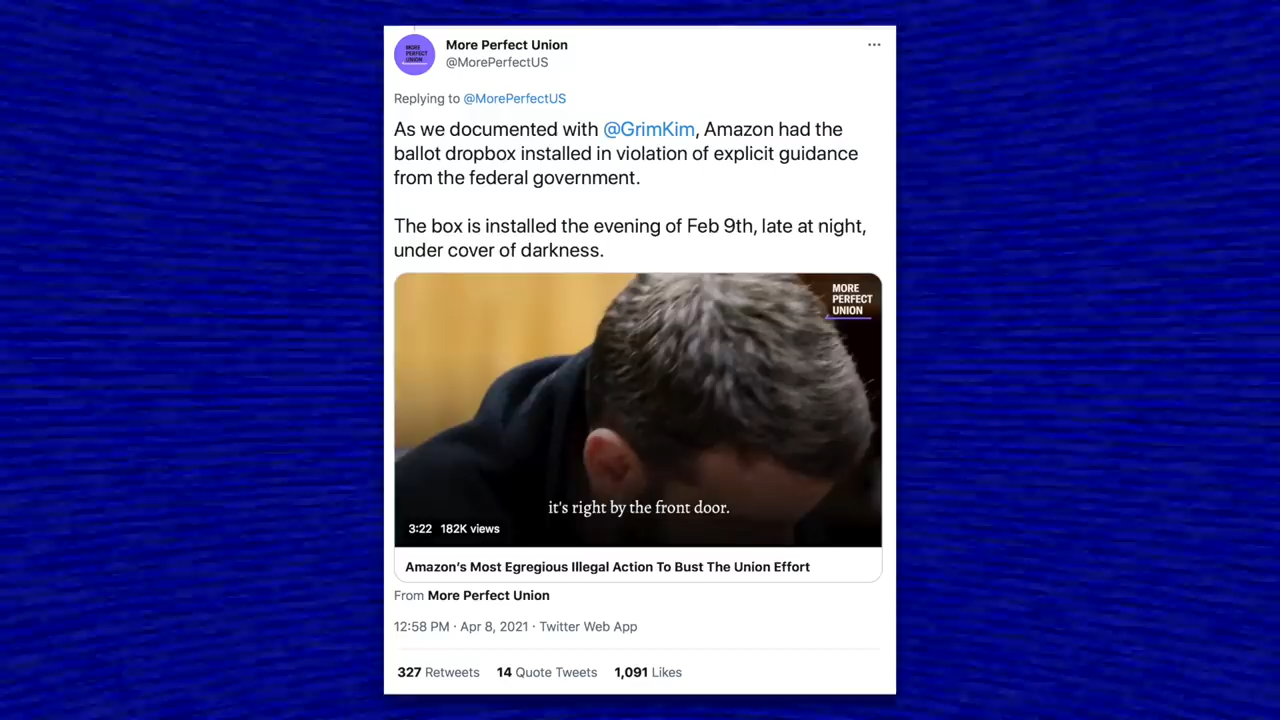 MORE
PERFECT
UNION
More Perfect Union
@MorePerfectUS
Replying to @MorePerfectUS
As we documented with @GrimKim, Amazon had the
ballot dropbox installed in violation of explicit guidance
from the federal government.
The box is installed the evening of Feb 9th, late at night,
under cover of darkness.
MORE
PERFECT
UNION
it's right by the front door.
3:22 182K views
Amazon’s Most Egregious Illegal Action To Bust The Union Effort
From More Perfect Union
12:58 PM · Apr 8, 2021 · Twitter Web App
327 Retweets 14 Quote Tweets 1,091 Likes